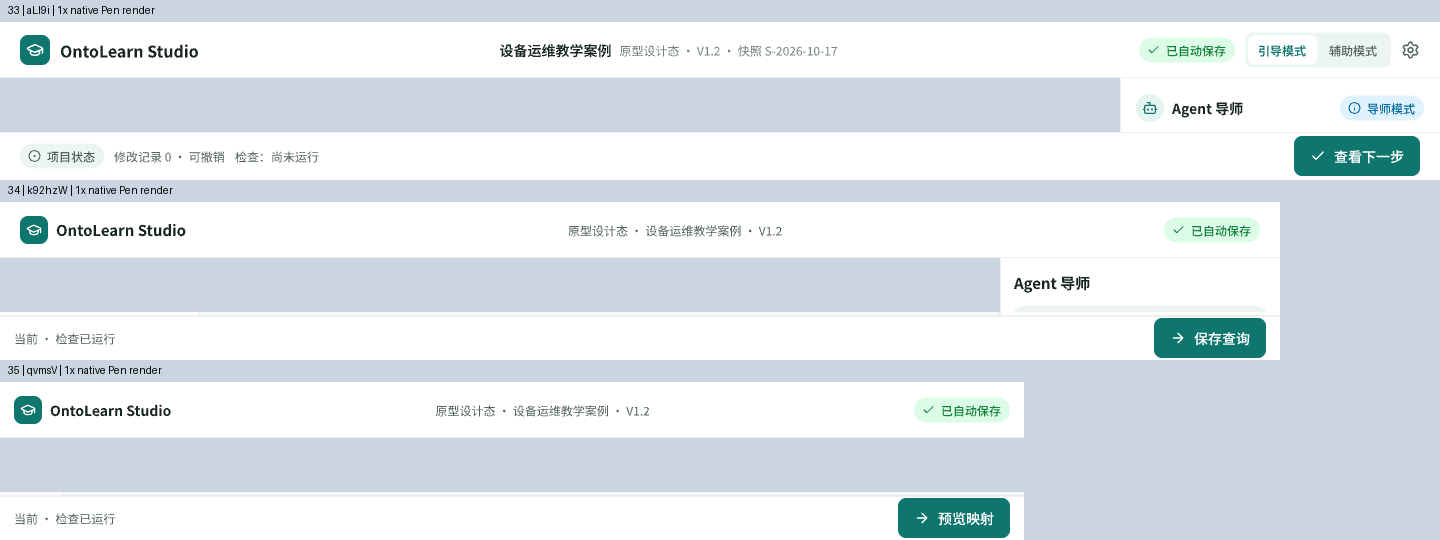 33 | aLI9i | 1x native Pen render
OntoLearn Studio
设备运维教学案例 原型设计态 · V1.2 · 快照 S-2026-10-17
已自动保存
引导模式
辅助模式
Agent 导师
导师模式
项目状态
修改记录 0 · 可撤销 检查：尚未运行
查看下一步
34 | k92hzW | 1x native Pen render
OntoLearn Studio
原型设计态 · 设备运维教学案例 · V1.2
已自动保存
Agent 导师
当前 · 检查已运行
保存查询
35 | qvmsV | 1x native Pen render
OntoLearn Studio
原型设计态 · 设备运维教学案例 · V1.2
已自动保存
当前 · 检查已运行
预览映射